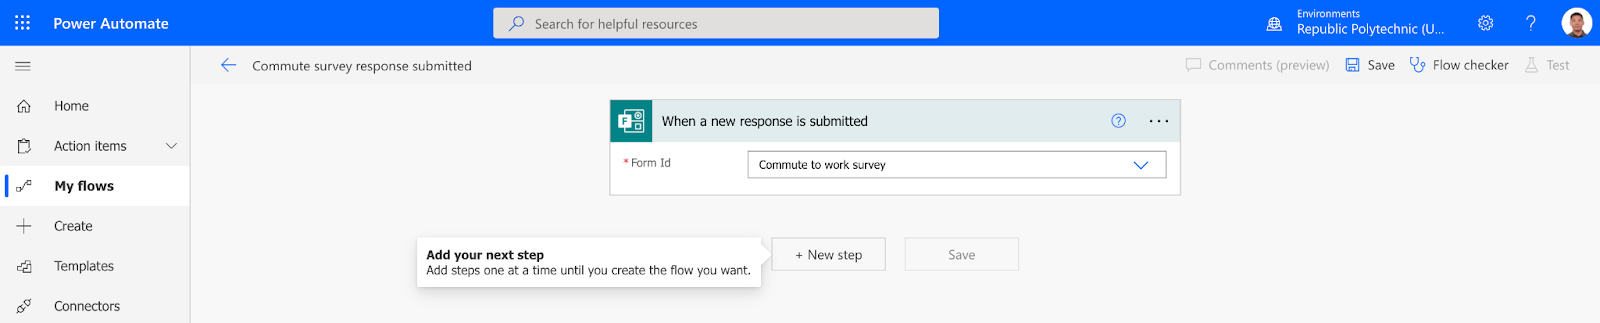 Power Automate
Search for helpful resources
Environments
Republic Polytechnic (U...
?
Commute survey response submitted
Comments (preview)
Save
Flow checker
Test
Home
Action items
My flows
Create
Templates
Connectors
F
When a new response is submitted
?
...
* Form Id
Commute to work survey
Add your next step
Add steps one at a time until you create the flow you want.
+ New step
Save